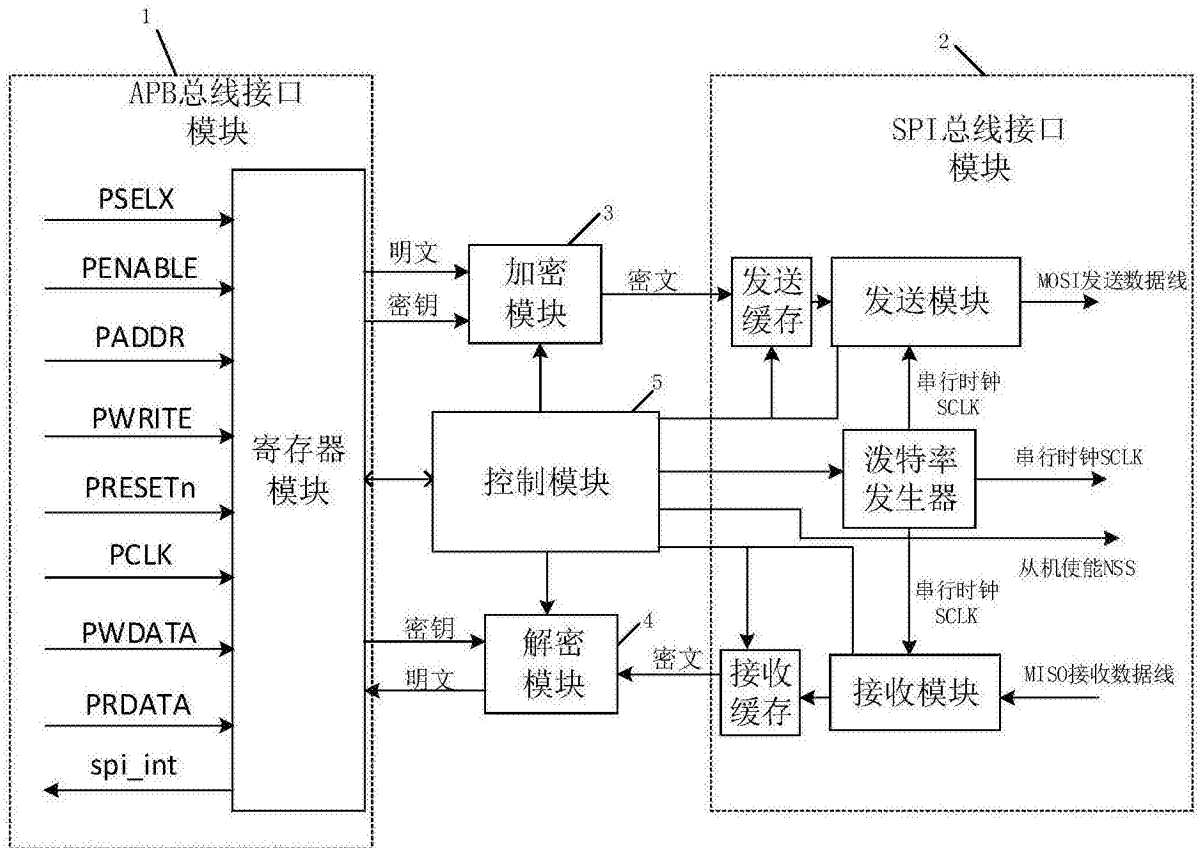 1
APB总线接口
模块
PSELX
PENABLE
PADDR
PWRITE
PRESETn
PCLK
PWDATA
PRDATA
spi_int
寄存器
模块
明文
密钥
3
加密
模块
密文
5
控制模块
密钥
明文
4
解密
模块
密文
2
SPI总线接口
模块
发送
缓存
发送模块
MOSI发送数据线
串行时钟
SCLK
泼特率
发生器
串行时钟SCLK
从机使能NSS
串行时钟
SCLK
接收
缓存
接收模块
MISO接收数据线